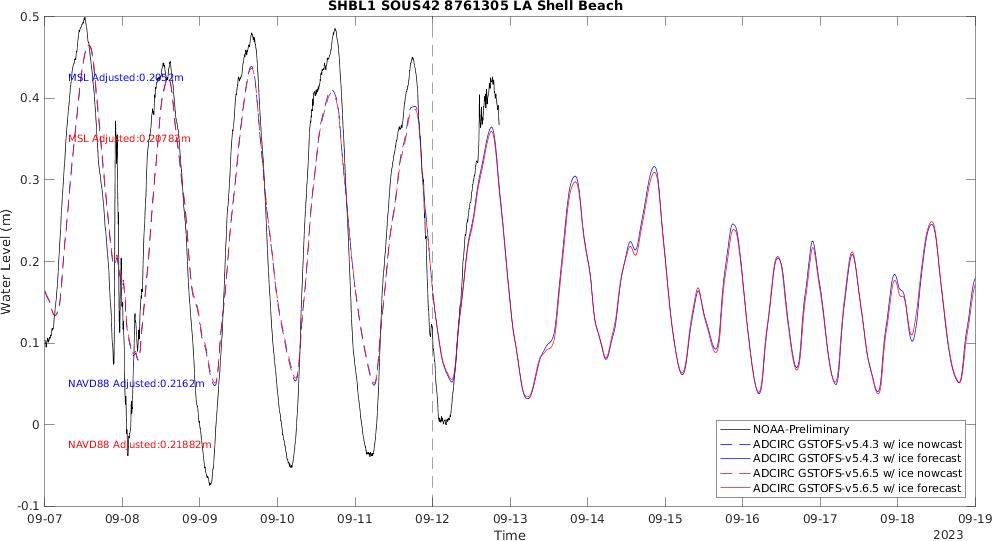 SHBL1 SOUS42 8761305 LA Shell Beach
Water Level (m)
0.5
0.4
0.3
0.2
0.1
0
-0.1
MSL Adjusted:0.2052m
MSL Adjusted:0.20782m
NAVD88 Adjusted:0.2162m
NAVD88 Adjusted:0.21882m
NOAA-Preliminary
ADCIRC GSTOFS-v5.4.3 w/ ice nowcast
ADCIRC GSTOFS-v5.4.3 w/ ice forecast
ADCIRC GSTOFS-v5.6.5 w/ ice nowcast
ADCIRC GSTOFS-v5.6.5 w/ ice forecast
09-07 09-08 09-09 09-10 09-11 09-12 09-13 09-14 09-15 09-16 09-17 09-18 09-19
Time
2023